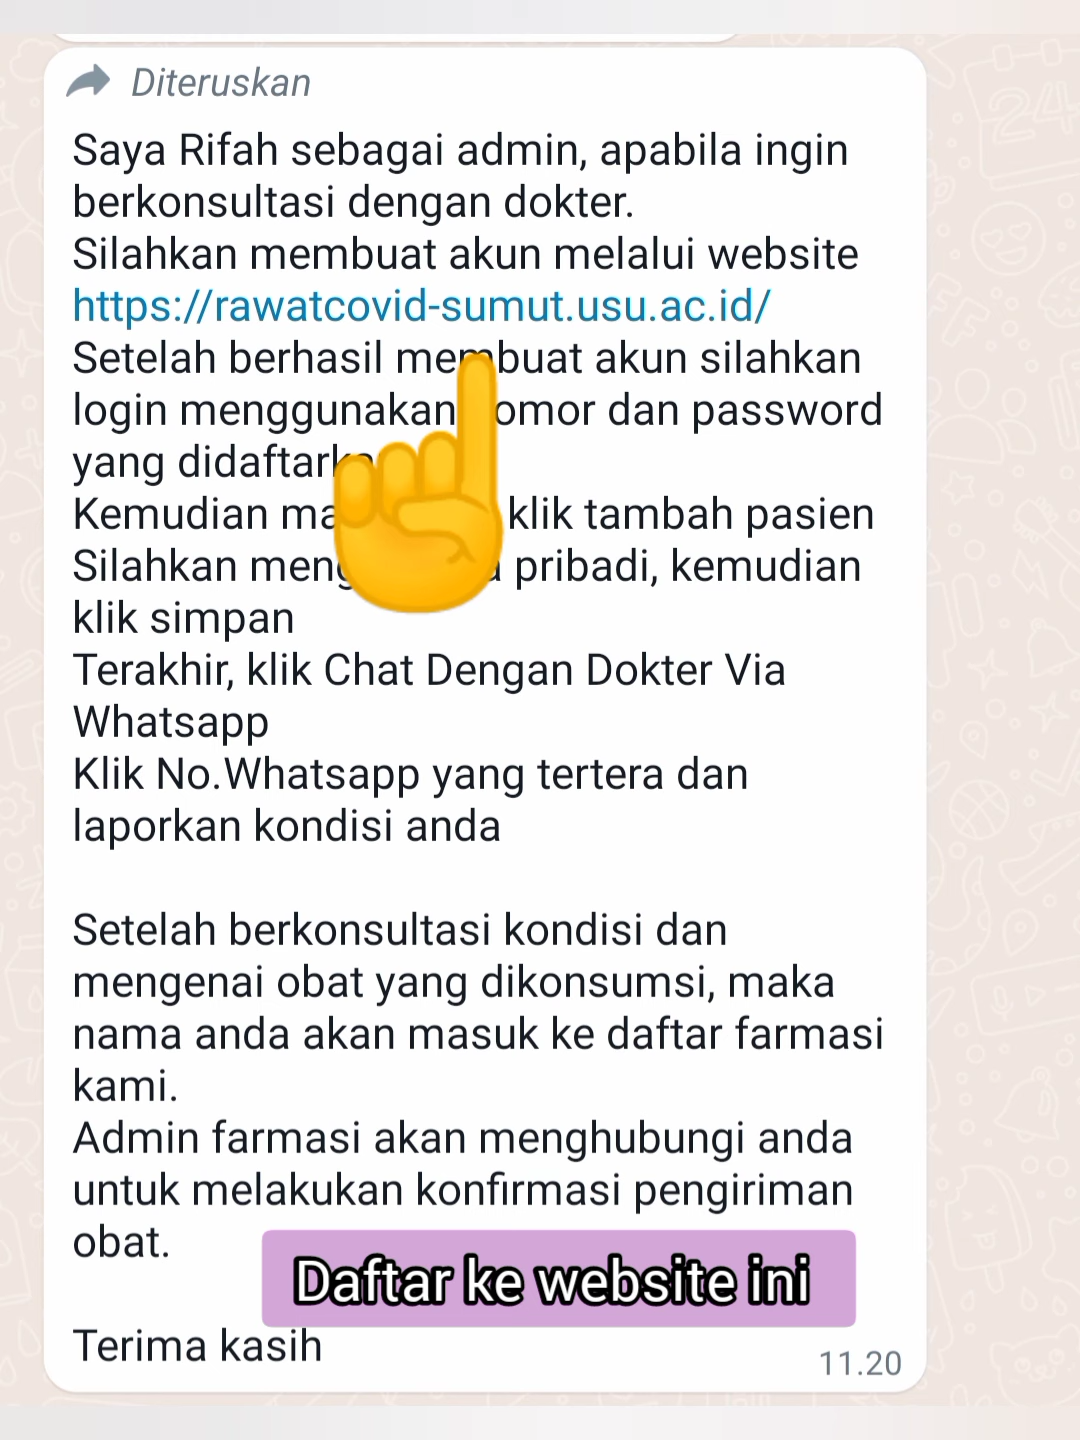 Diteruskan
Saya Rifah sebagai admin, apabila ingin
berkonsultasi dengan dokter.
Silahkan membuat akun melalui website
https://rawatcovid-sumut.usu.ac.id/
Setelah berhasil membuat akun silahkan
login menggunakan omor dan password
yang didaftark
Kemudian ma klik tambah pasien
Silahkan meng pribadi, kemudian
klik simpan
Terakhir, klik Chat Dengan Dokter Via
Whatsapp
Klik No.Whatsapp yang tertera dan
laporkan kondisi anda
Setelah berkonsultasi kondisi dan
mengenai obat yang dikonsumsi, maka
nama anda akan masuk ke daftar farmasi
kami.
Admin farmasi akan menghubungi anda
untuk melakukan konfirmasi pengiriman
obat.
Daftar ke website ini
Terima kasih
11.20